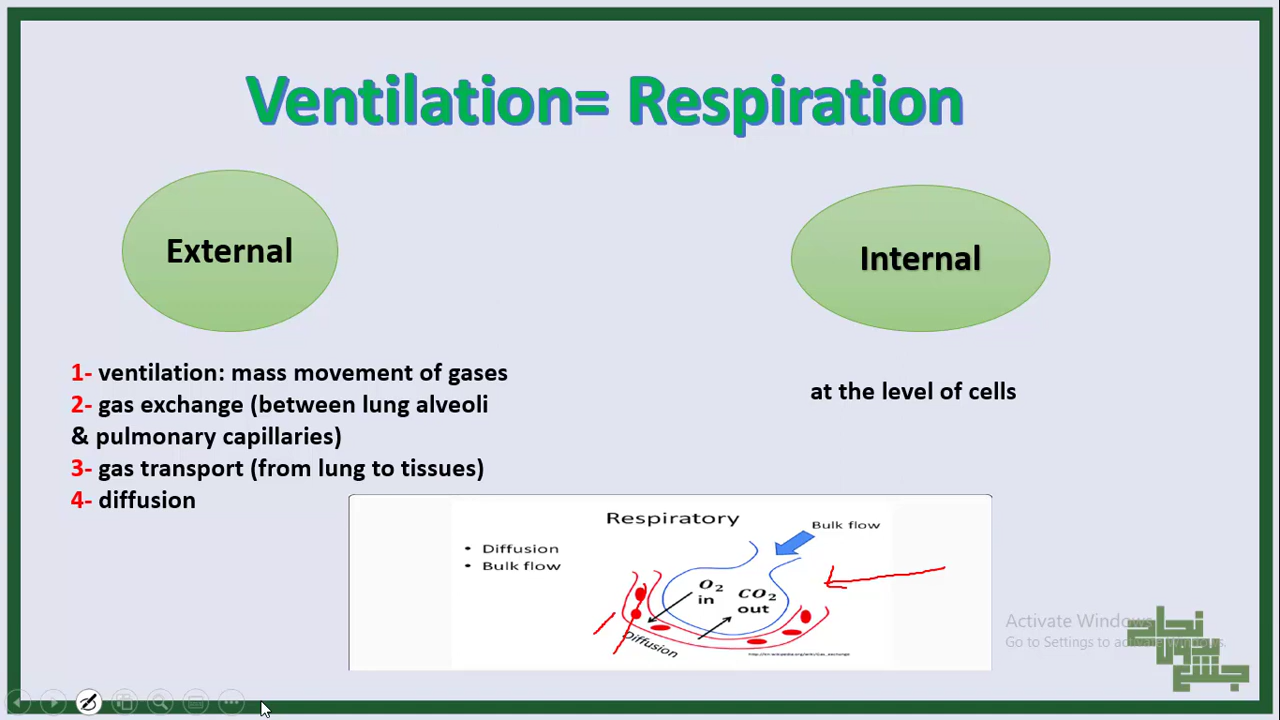 Ventilation= Respiration
External
Internal
1- ventilation: mass movement of gases
2- gas exchange (between lung alveoli
& pulmonary capillaries)
3- gas transport (from lung to tissues)
4- diffusion
at the level of cells
Respiratory
Bulk flow
• Diffusion
• Bulk flow
O₂
in
CO₂
out
Diffusion
Activate Windows
Go to Settings to activate Windows.